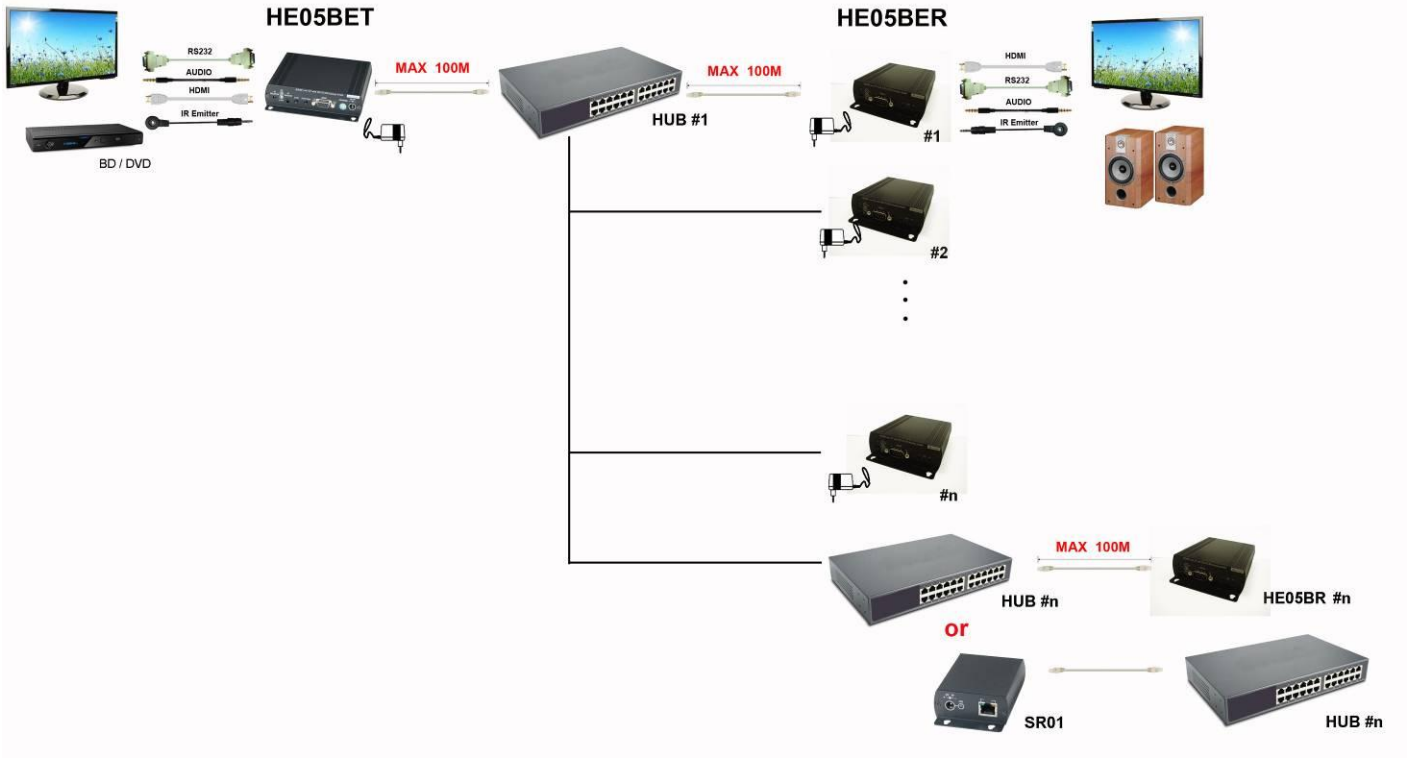 HE05BET
HE05BER
RS232
AUDIO
HDMI
IR Emitter
BD / DVD
MAX 100M
HUB #1
MAX 100M
#1
HDMI
RS232
AUDIO
IR Emitter
#2
#n
HUB #n
MAX 100M
HE05BR #n
or
SR01
HUB #n